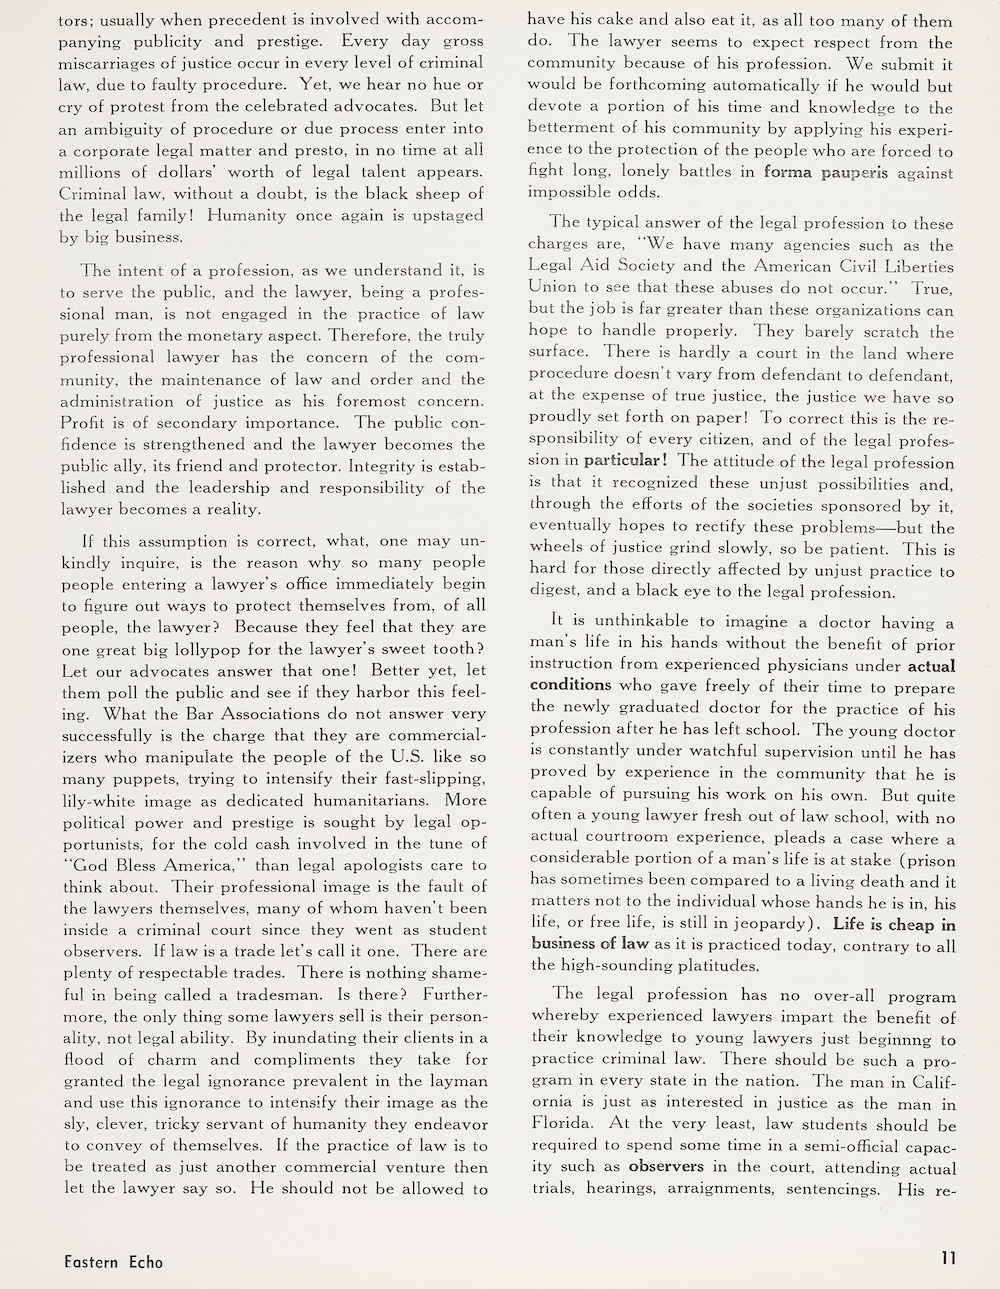 tors; usually when precedent is involved with accom-
panying publicity and prestige. Every day gross
miscarriages of justice occur in every level of criminal
law, due to faulty procedure. Yet, we hear no hue or
cry of protest from the celebrated advocates. But let
an ambiguity of procedure or due process enter into
a corporate legal matter and presto, in no time at all
millions of dollars' worth of legal talent appears.
Criminal law, without a doubt, is the black sheep of
the legal family! Humanity once again is upstaged
by big business.
The intent of a profession, as we understand it, is
to serve the public, and the lawyer, being a profes-
sional man, is not engaged in the practice of law
purely from the monetary aspect. Therefore, the truly
professional lawyer has the concern of the com-
munity, the maintenance of law and order and the
administration of justice as his foremost concern.
Profit is of secondary importance. The public con-
fidence is strengthened and the lawyer becomes the
public ally, its friend and protector. Integrity is estab-
lished and the leadership and responsibility of the
lawyer becomes a reality.
If this assumption is correct, what, one may un-
kindly inquire, is the reason why so many people
people entering a lawyer's office immediately begin
to figure out ways to protect themselves from, of all
people, the lawyer? Because they feel that they are
one great big lollypop for the lawyer's sweet tooth?
Let our advocates answer that one! Better yet, let
them poll the public and see if they harbor this feel-
ing. What the Bar Associations do not answer very
successfully is the charge that they are commercial-
izers who manipulate the people of the U.S. like so
many puppets, trying to intensify their fast-slipping,
lily-white image as dedicated humanitarians. More
political power and prestige is sought by legal op-
portunists, for the cold cash involved in the tune of
"God Bless America," than legal apologists care to
think about. Their professional image is the fault of
the lawyers themselves, many of whom haven't been
inside a criminal court since they went as student
observers. If law is a trade let's call it one. There are
plenty of respectable trades. There is nothing shame-
ful in being called a tradesman. Is there? Further-
more, the only thing some lawyers sell is their person-
ality, not legal ability. By inundating their clients in a
flood of charm and compliments they take for
granted the legal ignorance prevalent in the layman
and use this ignorance to intensify their image as the
sly, clever, tricky servant of humanity they endeavor
to convey of themselves. If the practice of law is to
be treated as just another commercial venture then
let the lawyer say so. He should not be allowed to
have his cake and also eat it, as all too many of them
do. The lawyer seems to expect respect from the
community because of his profession. We submit it
would be forthcoming automatically if he would but
devote a portion of his time and knowledge to the
betterment of his community by applying his experi-
ence to the protection of the people who are forced to
fight long, lonely battles in forma pauperis against
impossible odds.
The typical answer of the legal profession to these
charges are, "We have many agencies such as the
Legal Aid Society and the American Civil Liberties
Union to see that these abuses do not occur." True,
but the job is far greater than these organizations can
hope to handle properly. They barely scratch the
surface. There is hardly a court in the land where
procedure doesn't vary from defendant to defendant,
at the expense of true justice, the justice we have so
proudly set forth on paper! To correct this is the re-
sponsibility of every citizen, and of the legal profes-
sion in particular! The attitude of the legal profession
is that it recognized these unjust possibilities and,
through the efforts of the societies sponsored by it,
eventually hopes to rectify these problems—but the
wheels of justice grind slowly, so be patient. This is
hard for those directly affected by unjust practice to
digest, and a black eye to the legal profession.
It is unthinkable to imagine a doctor having a
man's life in his hands without the benefit of prior
instruction from experienced physicians under actual
conditions who gave freely of their time to prepare
the newly graduated doctor for the practice of his
profession after he has left school. The young doctor
is constantly under watchful supervision until he has
proved by experience in the community that he is
capable of pursuing his work on his own. But quite
often a young lawyer fresh out of law school, with no
actual courtroom experience, pleads a case where a
considerable portion of a man's life is at stake (prison
has sometimes been compared to a living death and it
matters not to the individual whose hands he is in, his
life, or free life, is still in jeopardy). Life is cheap in
business of law as it is practiced today, contrary to all
the high-sounding platitudes.
The legal profession has no over-all program
whereby experienced lawyers impart the benefit of
their knowledge to young lawyers just beginnng to
practice criminal law. There should be such a pro-
gram in every state in the nation. The man in Calif-
ornia is just as interested in justice as the man in
Florida. At the very least, law students should be
required to spend some time in a semi-official capac-
ity such as observers in the court, attending actual
trials, hearings, arraignments, sentencings. His re-
Eastern Echo
11